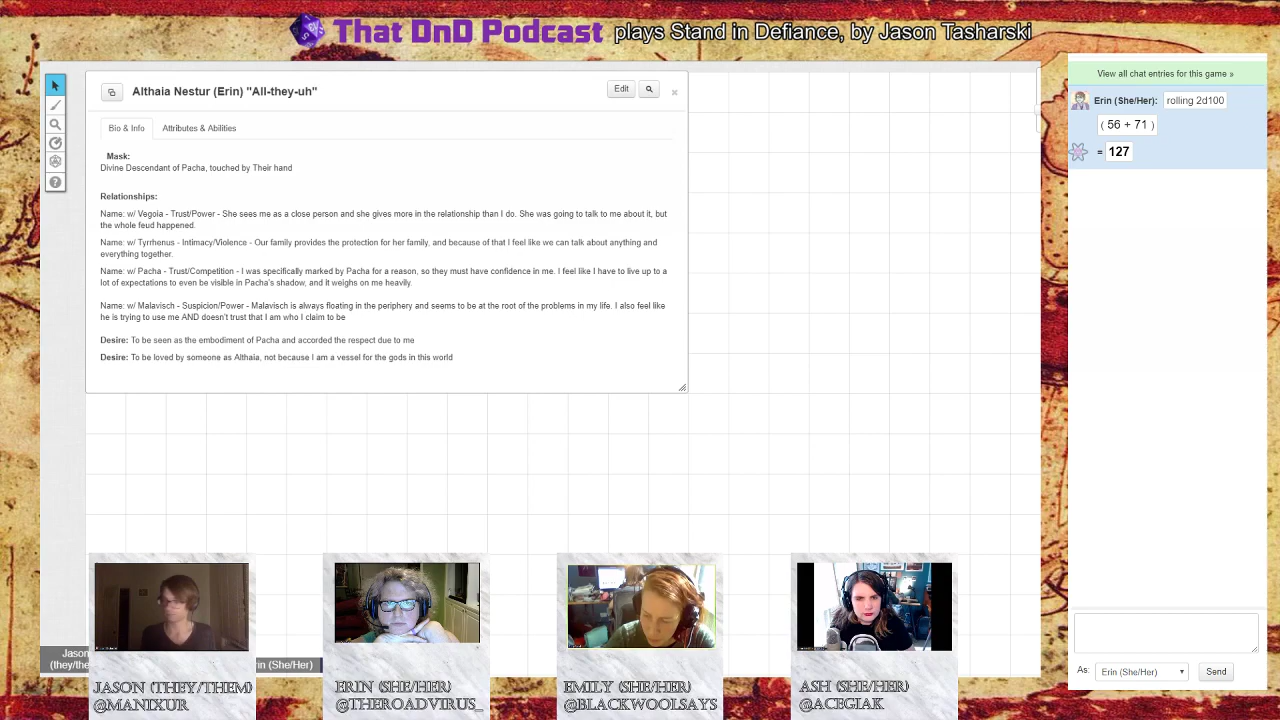 That DnD Podcast plays Stand in Defiance, by Jason Tasharski
Althaia Nestur (Erin) "All-they-uh"
Edit
Bio & Info
Attributes & Abilities
Mask:
Divine Descendant of Pacha, touched by Their hand
Relationships:
Name: w/ Vegoia - Trust/Power - She sees me as a close person and she gives more in the relationship than I do. She was going to talk to me about it, but
the whole feud happened.
Name: w/ Tyrrhenus - Intimacy/Violence - Our family provides the protection for her family, and because of that I feel like we can talk about anything and
everything together.
Name: w/ Pacha - Trust/Competition - I was specifically marked by Pacha for a reason, so they must have confidence in me. I feel like I have to live up to a
lot of expectations to even be visible in Pacha's shadow, and it weighs on me heavily.
Name: w/ Malavisch - Suspicion/Power - Malavisch is always floating in the periphery and seems to be at the root of the problems in my life. I also feel like
he is trying to use me AND doesn't trust that I am who I claim to be
Desire: To be seen as the embodiment of Pacha and accorded the respect due to me
Desire: To be loved by someone as Althaia, not because I am a vessel for the gods in this world
View all chat entries for this game »
Erin (She/Her): rolling 2d100
( 56 + 71 )
= 127
As: Erin (She/Her) Send
Jason
(they/the
rin (She/Her)
JASON (THEY/THEM)
@MANIXUR
ERIN (SHE/HER)
@THEROADVIRUS_
EMILY (SHE/HER)
@BLACKWOOLSAYS
ASH (SHE/HER)
@ACEGIAK